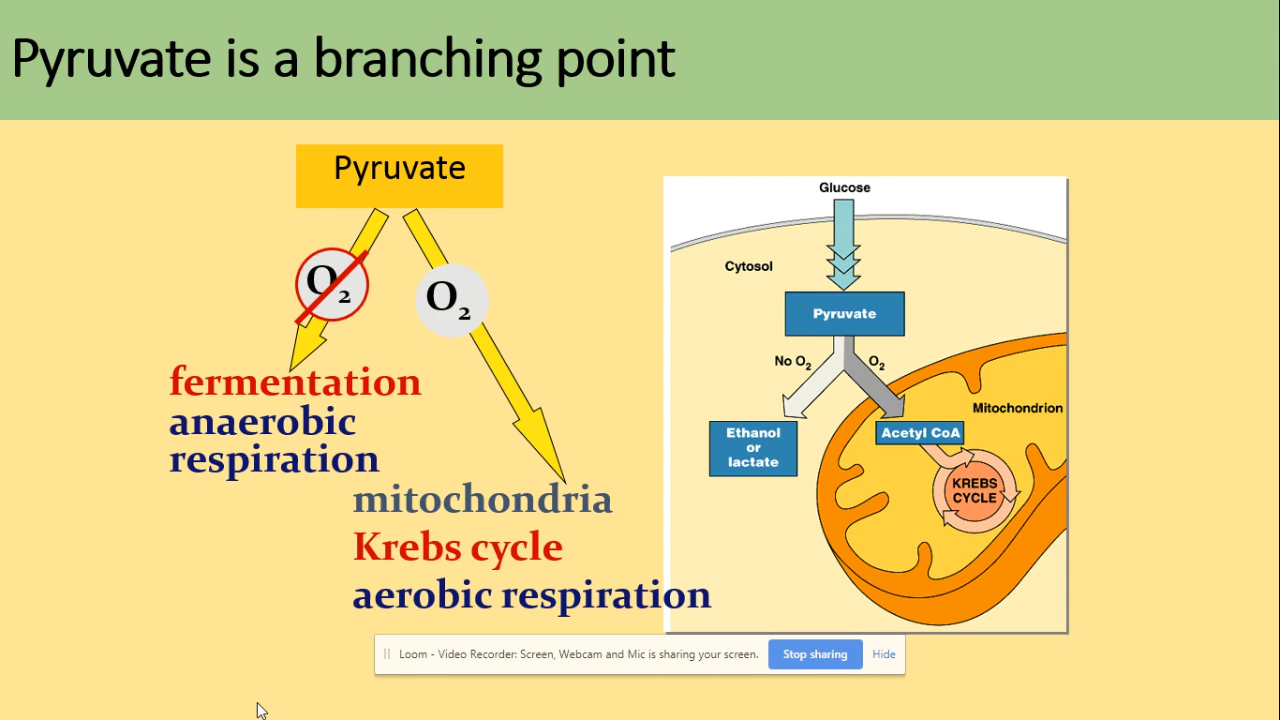 Pyruvate is a branching point
Pyruvate
O2
O2
fermentation
anaerobic
respiration
mitochondria
Krebs cycle
aerobic respiration
Glucose
Cytosol
Pyruvate
No O2
O2
Mitochondrion
Ethanol
or
lactate
Acetyl CoA
KREBS
CYCLE
Loom - Video Recorder: Screen, Webcam and Mic is sharing your screen.
Stop sharing
Hide